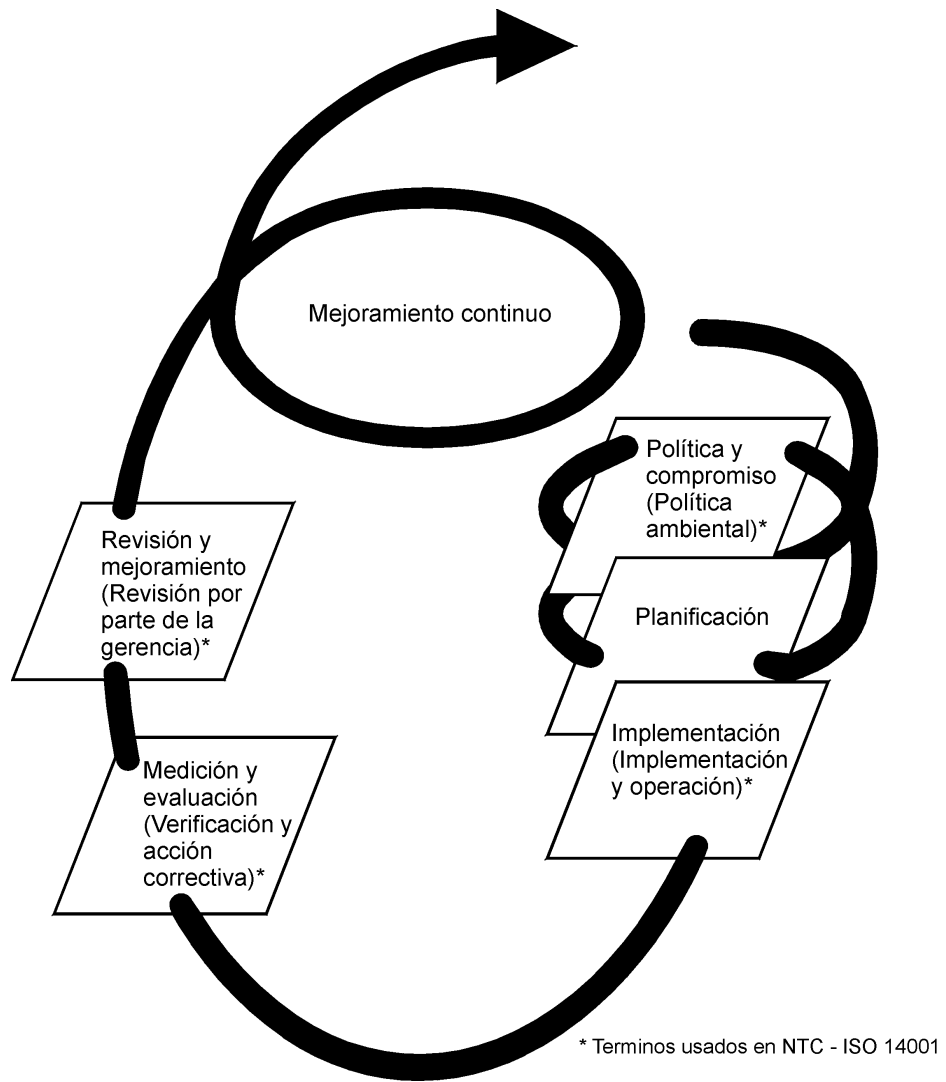 Mejoramiento continuo
Política y
compromiso
(Política
ambiental)*
Planificación
Implementación
(Implementación
y operación)*
Medición y
evaluación
(Verificación y
acción
correctiva)*
Revisión y
mejoramiento
(Revisión por
parte de la
gerencia)*
* Terminos usados en NTC - ISO 14001